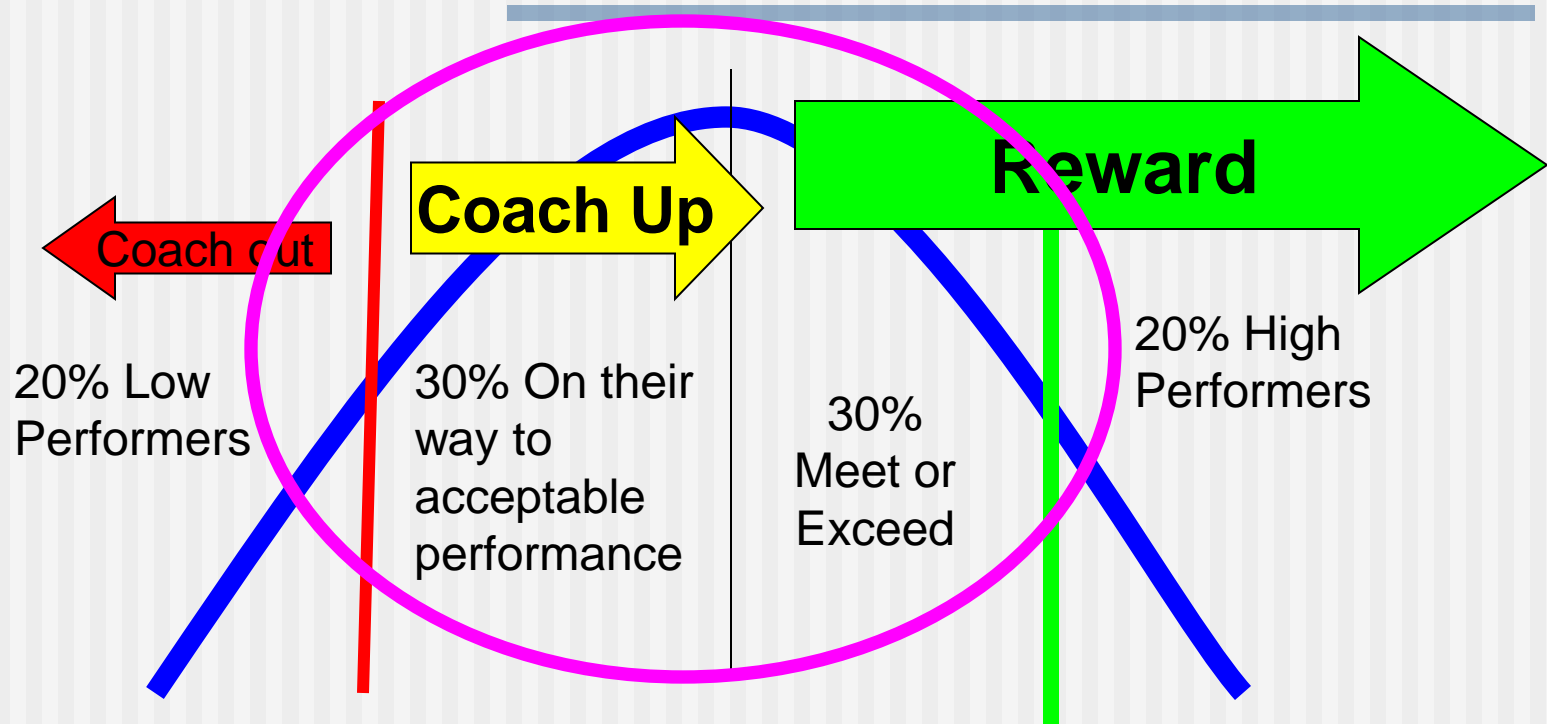 Reward
Coach Up
Coach out
20% Low
Performers
30% On their
way to
acceptable
performance
30%
Meet or
Exceed
20% High
Performers